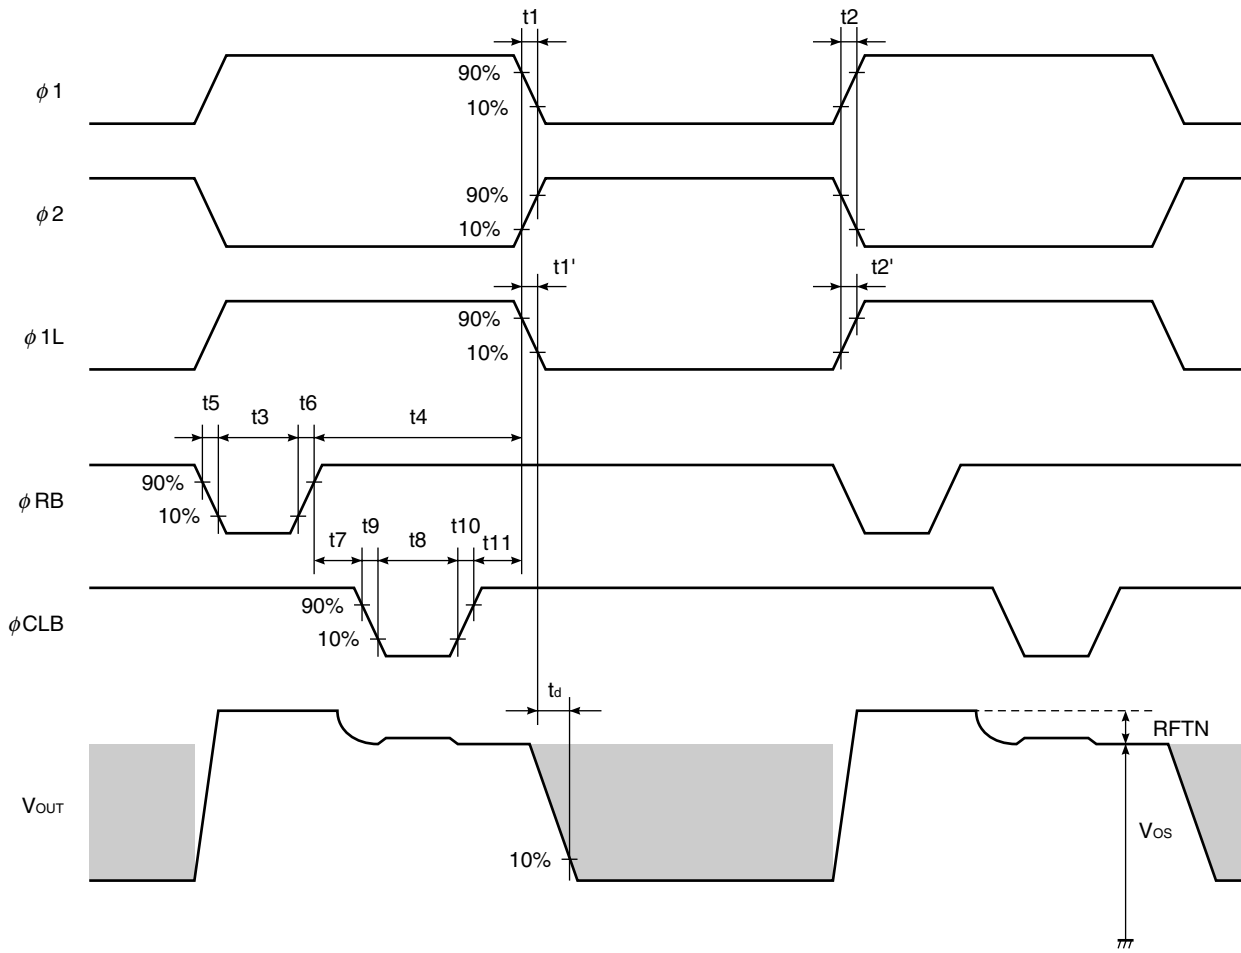 t1 t2
ϕ1 90%
10%
ϕ2 90%
10%
t1' t2'
ϕ1L 90%
10%
t5 t3 t6 t4
ϕRB 90%
10%
t7 t9 t8 t10 t11
ϕCLB 90%
10%
td
RFTN
VOUT
VOS
10%